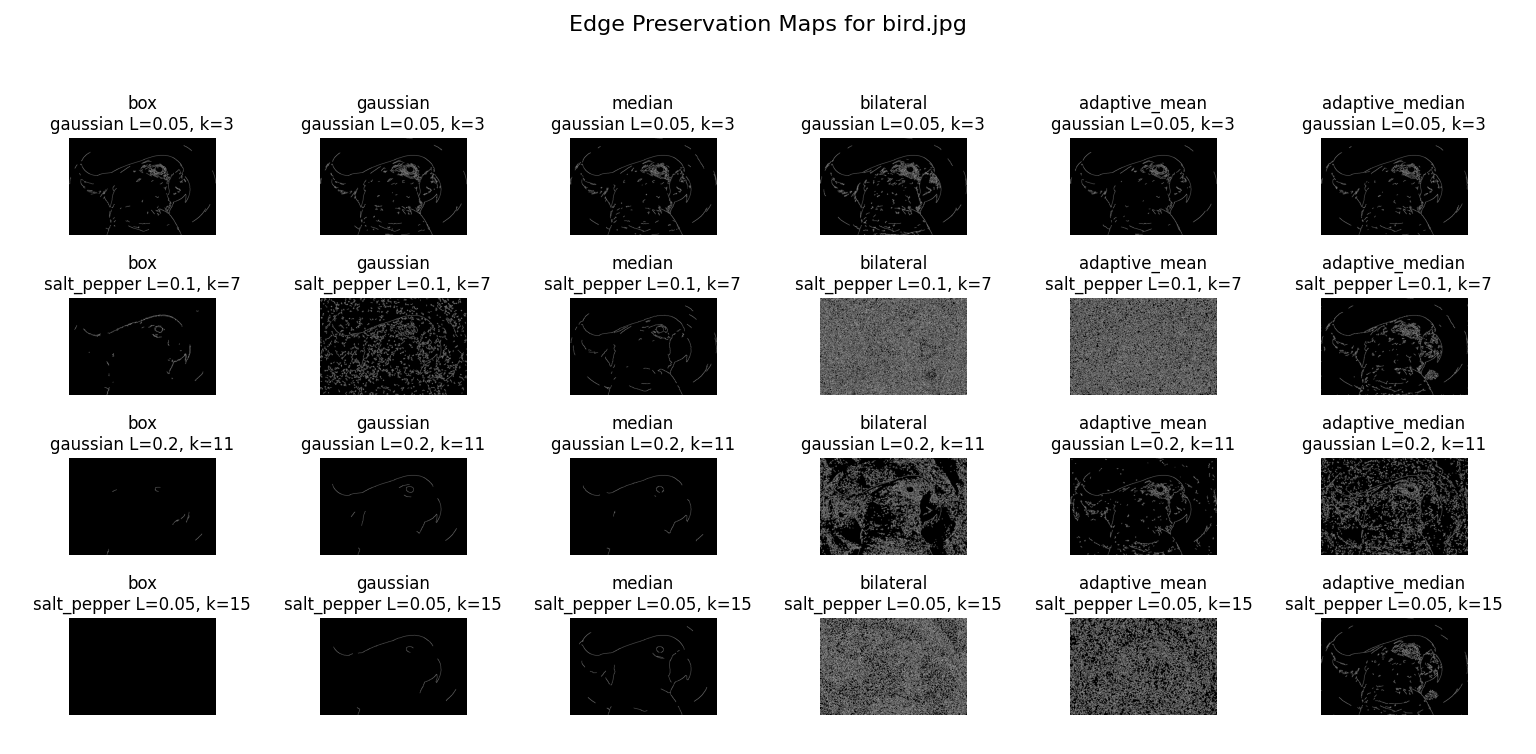 Edge Preservation Maps for bird.jpg
box
gaussian L=0.05, k=3
gaussian
gaussian L=0.05, k=3
median
gaussian L=0.05, k=3
bilateral
gaussian L=0.05, k=3
adaptive_mean
gaussian L=0.05, k=3
adaptive_median
gaussian L=0.05, k=3
box
salt_pepper L=0.1, k=7
gaussian
salt_pepper L=0.1, k=7
median
salt_pepper L=0.1, k=7
bilateral
salt_pepper L=0.1, k=7
adaptive_mean
salt_pepper L=0.1, k=7
adaptive_median
salt_pepper L=0.1, k=7
box
gaussian L=0.2, k=11
gaussian
gaussian L=0.2, k=11
median
gaussian L=0.2, k=11
bilateral
gaussian L=0.2, k=11
adaptive_mean
gaussian L=0.2, k=11
adaptive_median
gaussian L=0.2, k=11
box
salt_pepper L=0.05, k=15
gaussian
salt_pepper L=0.05, k=15
median
salt_pepper L=0.05, k=15
bilateral
salt_pepper L=0.05, k=15
adaptive_mean
salt_pepper L=0.05, k=15
adaptive_median
salt_pepper L=0.05, k=15